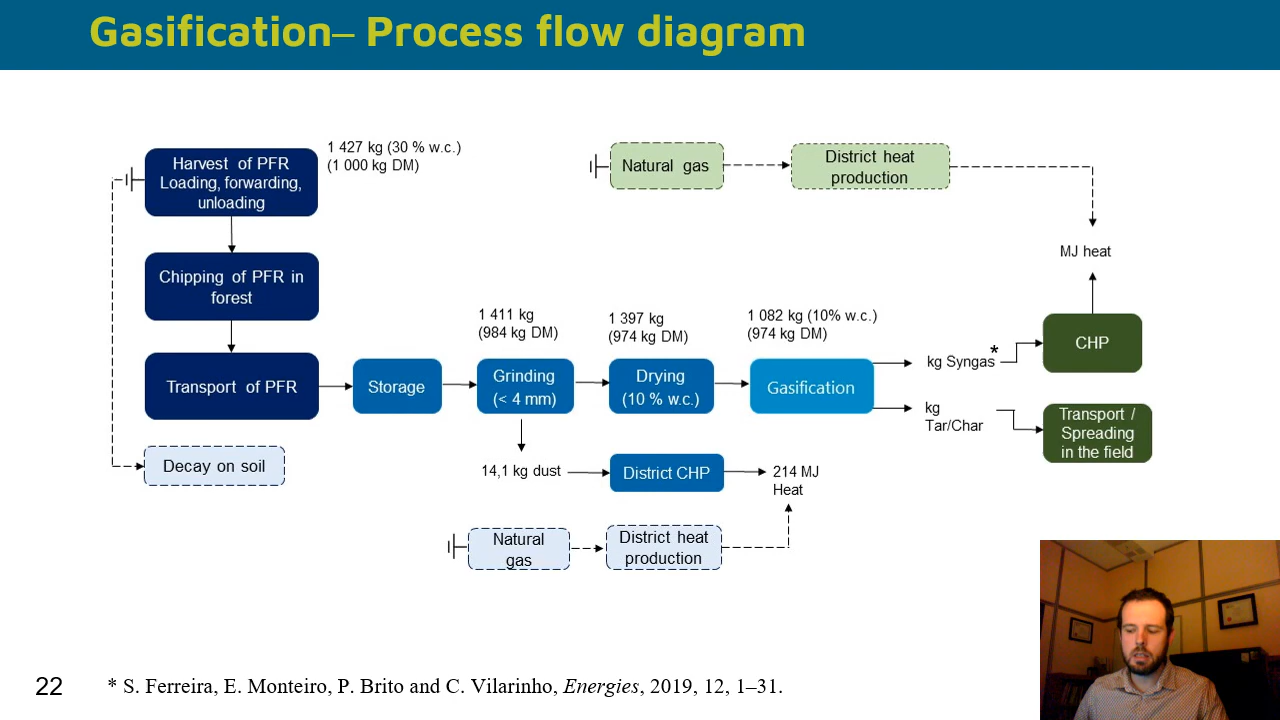 Gasification– Process flow diagram
Harvest of PFR
Loading, forwarding,
unloading
1 427 kg (30 % w.c.)
(1 000 kg DM)
Natural gas
District heat
production
MJ heat
Chipping of PFR in
forest
Transport of PFR
Storage
1 411 kg
(984 kg DM)
Grinding
(< 4 mm)
1 397 kg
(974 kg DM)
Drying
(10 % w.c.)
1 082 kg (10% w.c.)
(974 kg DM)
Gasification
kg Syngas*
CHP
kg
Tar/Char
Transport /
Spreading
in the field
Decay on soil
14,1 kg dust
District CHP
214 MJ
Heat
Natural
gas
District heat
production
22
* S. Ferreira, E. Monteiro, P. Brito and C. Vilarinho, Energies, 2019, 12, 1–31.